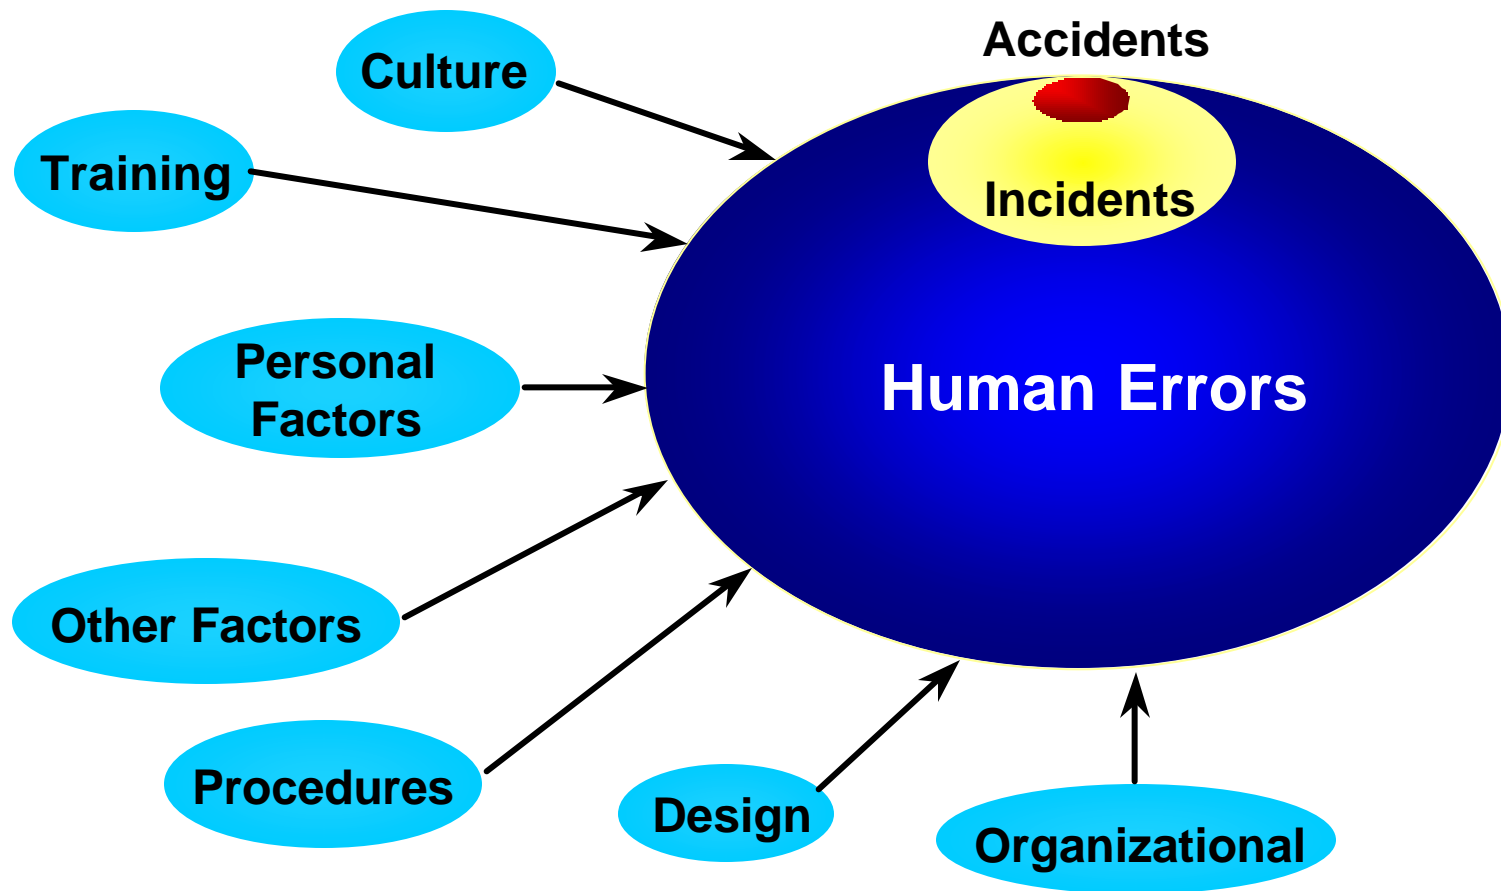 Accidents
Culture
Training
Incidents
Personal
Factors
Human Errors
Other Factors
Procedures
Design
Organizational